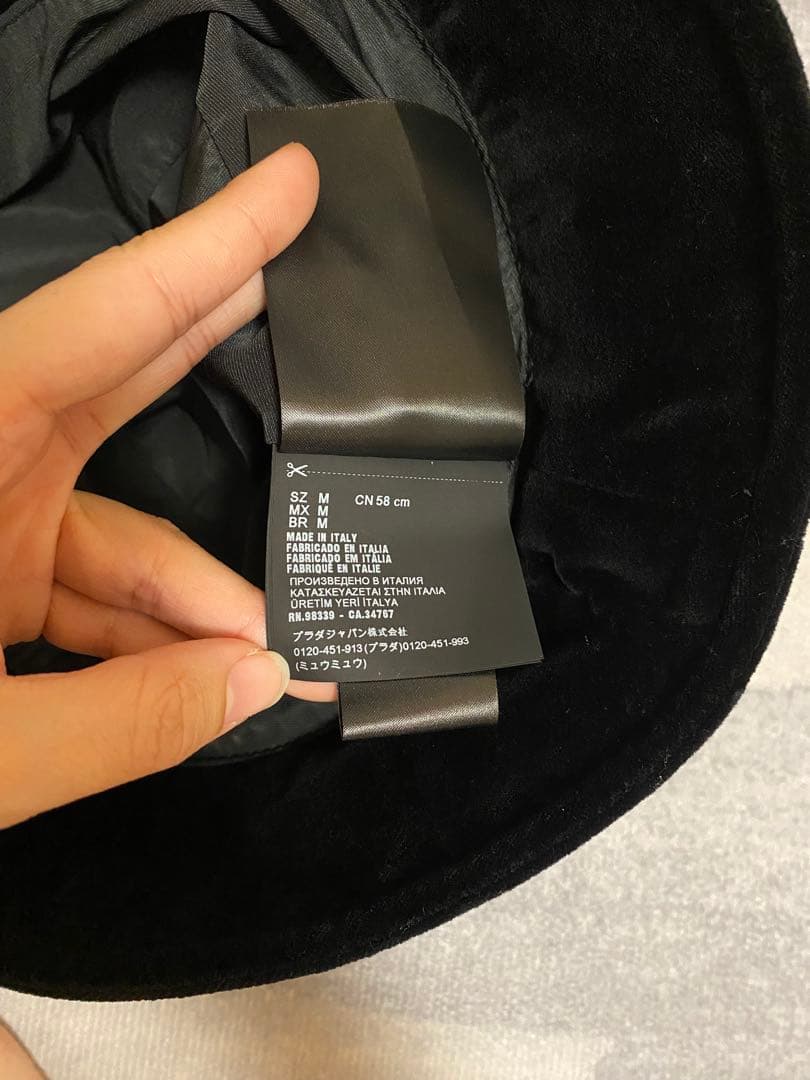 SZ M CN 58 cm
MX M
BR M
MADE IN ITALY
FABRICADO EN ITALIA
FABRICADO EM ITÁLIA
FABRIQUÉ EN ITALIE
ПРОИЗВЕДЕНО В ИТАЛИЯ
ΚΑΤΑΣΚΕΥΑΖΕΤΑΙ ΣΤΗΝ ΙΤΑΛΙΑ
ÜRETİM YERİ İTALYA
RN.98339 - CA.34767
プラダジャパン株式会社
0120-451-913(プラダ)0120-451-993
(ミュウミュウ)